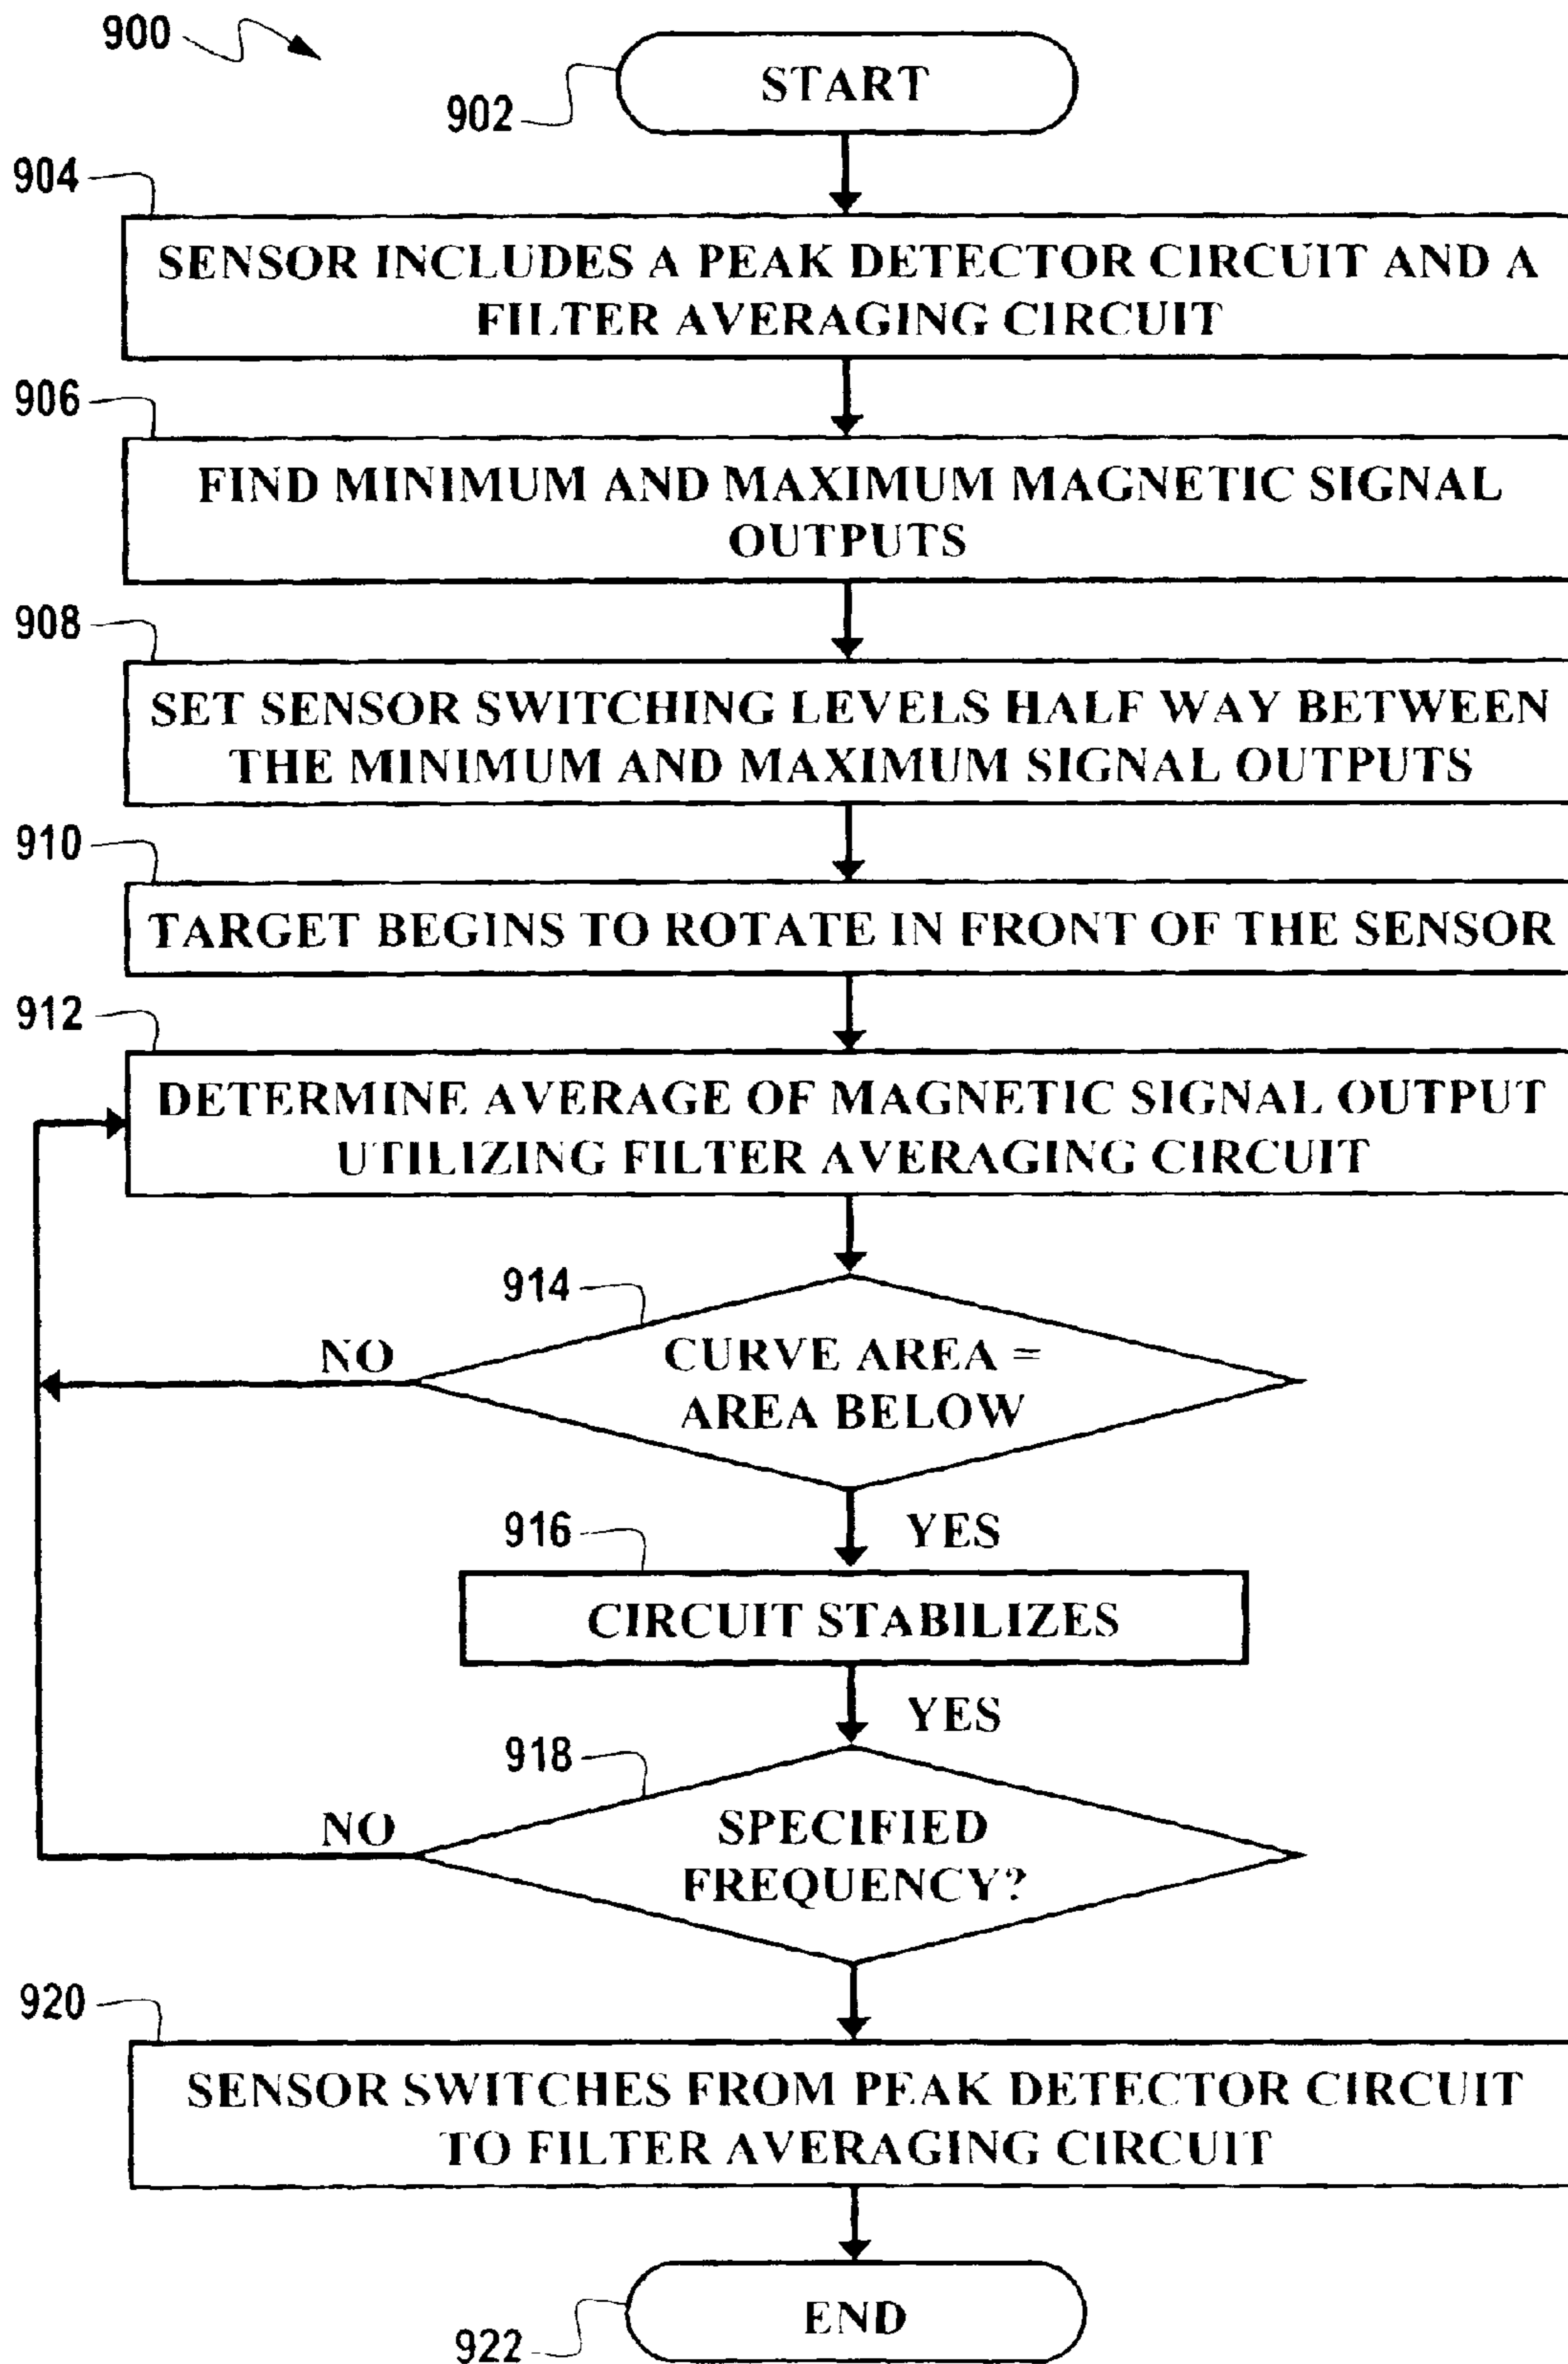 900
START
902
904
SENSOR INCLUDES A PEAK DETECTOR CIRCUIT AND A
FILTER AVERAGING CIRCUIT
906
FIND MINIMUM AND MAXIMUM MAGNETIC SIGNAL
OUTPUTS
908
SET SENSOR SWITCHING LEVELS HALF WAY BETWEEN
THE MINIMUM AND MAXIMUM SIGNAL OUTPUTS
910
TARGET BEGINS TO ROTATE IN FRONT OF THE SENSOR
912
DETERMINE AVERAGE OF MAGNETIC SIGNAL OUTPUT
UTILIZING FILTER AVERAGING CIRCUIT
914
NO
CURVE AREA =
AREA BELOW
YES
916
CIRCUIT STABILIZES
YES
918
NO
SPECIFIED
FREQUENCY?
920
SENSOR SWITCHES FROM PEAK DETECTOR CIRCUIT
TO FILTER AVERAGING CIRCUIT
END
922